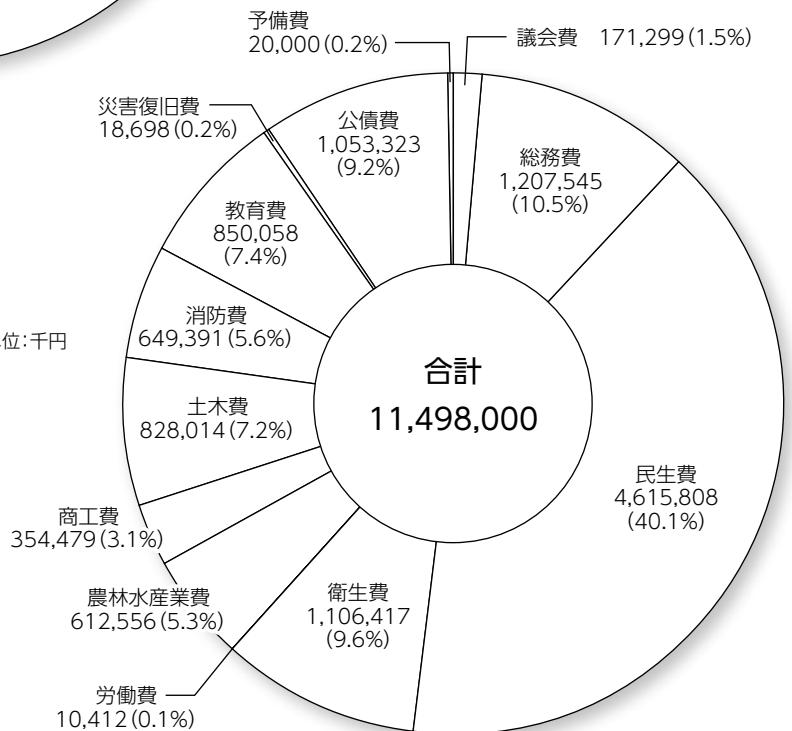 予備費
20,000(0.2%)
議会費 171,299(1.5%)
災害復旧費
18,698(0.2%)
公債費
1,053,323
(9.2%)
総務費
1,207,545
(10.5%)
教育費
850,058
(7.4%)
消防費
649,391(5.6%)
位:千円
合計
11,498,000
土木費
828,014(7.2%)
民生費
4,615,808
(40.1%)
商工費
354,479(3.1%)
農林水産業費
612,556(5.3%)
衛生費
1,106,417
(9.6%)
労働費
10,412(0.1%)